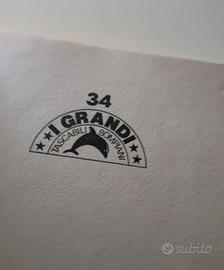 34
I GRANDI
TASCABILI BOMPIANI
subito